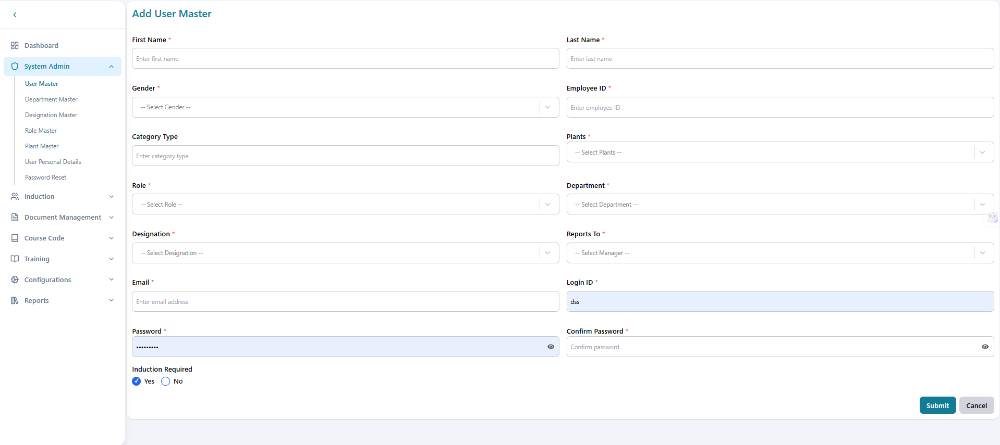 Add User Master
Dashboard
System Admin
User Master
Department Master
Designation Master
Role Master
Plant Master
User Personal Details
Password Reset
Induction
Document Management
Course Code
Training
Configurations
Reports
First Name *
Enter first name
Last Name *
Enter last name
Gender *
-- Select Gender --
Employee ID *
Enter employee ID
Category Type
Enter category type
Plants *
-- Select Plants --
Role *
-- Select Role --
Department *
-- Select Department --
Designation *
-- Select Designation --
Reports To *
-- Select Manager --
Email *
Enter email address
Login ID *
dss
Password *
•••••••••
Confirm Password *
Confirm password
Induction Required
Yes No
Submit Cancel